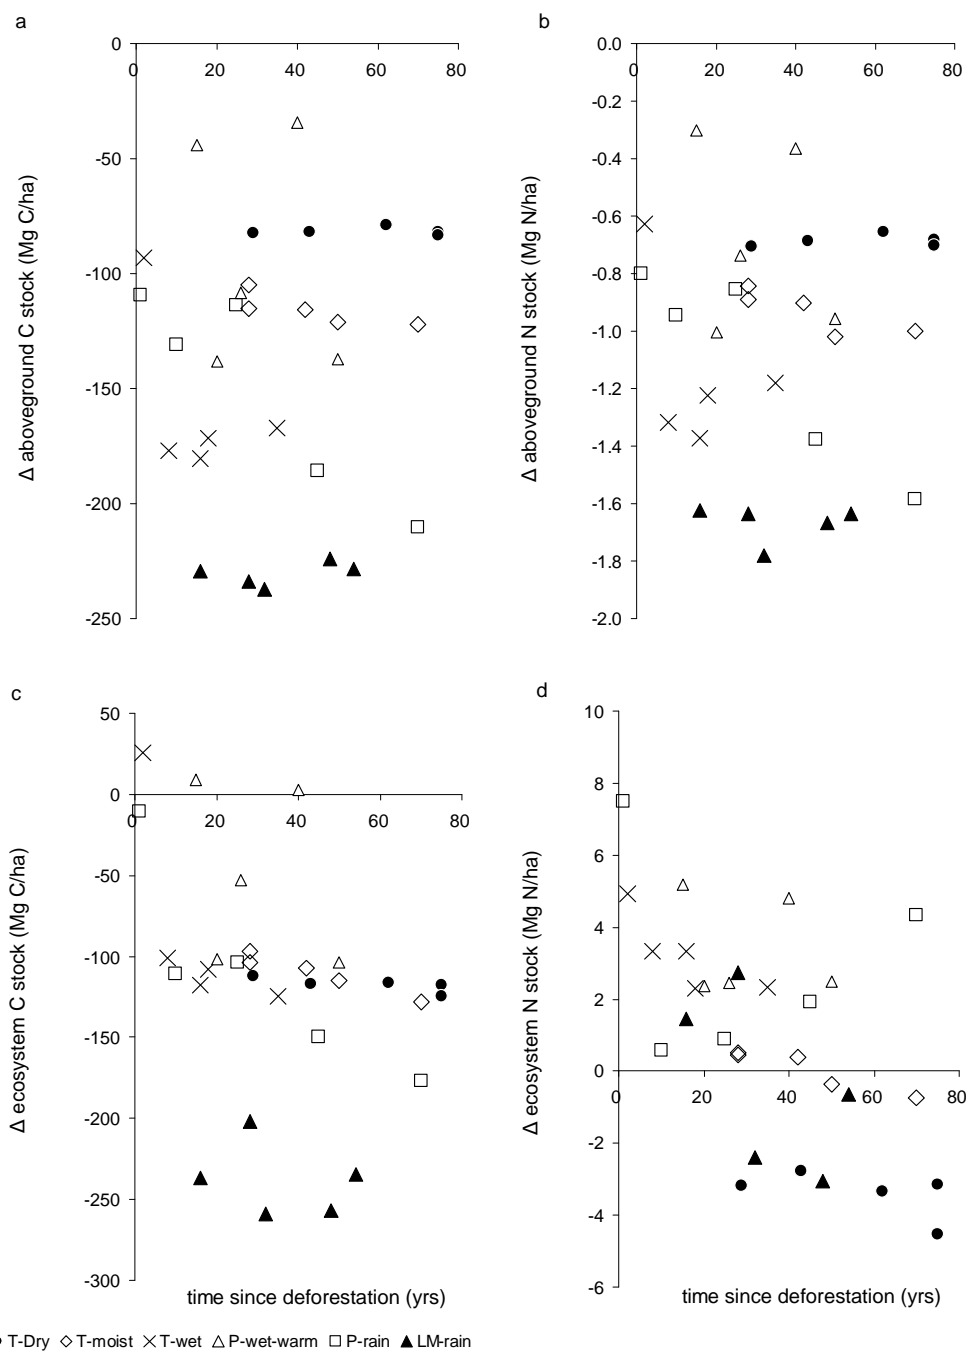 a
b
0
0 20 40 60 80
-50
-100
-150
-200
-250
Δ aboveground C stock (Mg C/ha)
0.0
0 20 40 60 80
-0.2
-0.4
-0.6
-0.8
-1.0
-1.2
-1.4
-1.6
-1.8
-2.0
Δ aboveground N stock (Mg N/ha)
c
d
50
0
0 20 40 60 80
-50
-100
-150
-200
-250
-300
Δ ecosystem C stock (Mg C/ha)
time since deforestation (yrs)
10
8
6
4
2
0
0 20 40 60 80
-2
-4
-6
Δ ecosystem N stock (Mg N/ha)
time since deforestation (yrs)
T-Dry T-moist T-wet P-wet-warm P-rain LM-rain